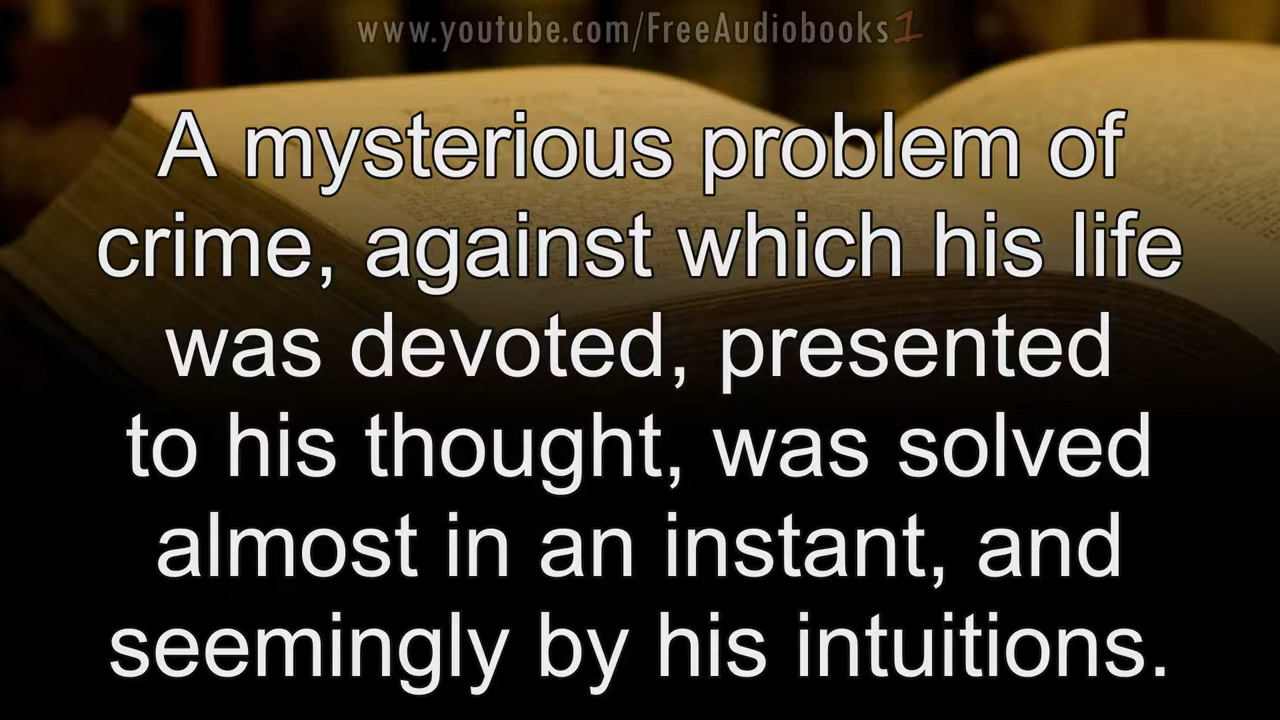 www.youtube.com/FreeAudiobooks1
A mysterious problem of
crime, against which his life
was devoted, presented
to his thought, was solved
almost in an instant, and
seemingly by his intuitions.